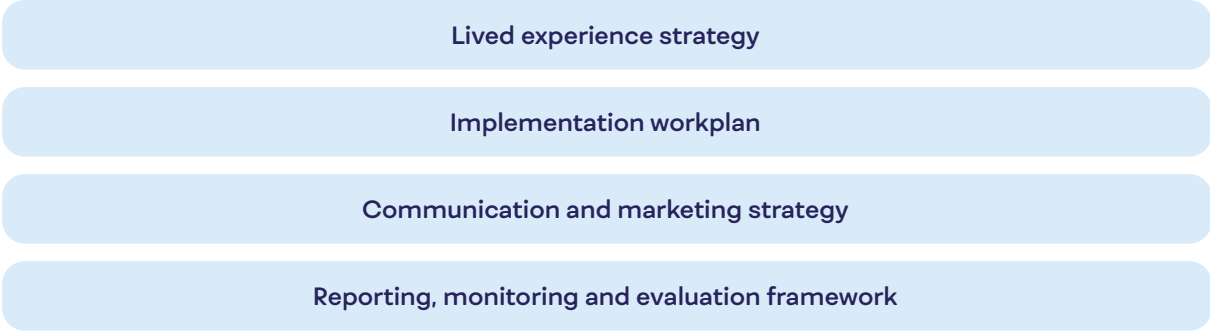 Lived experience strategy
Implementation workplan
Communication and marketing strategy
Reporting, monitoring and evaluation framework